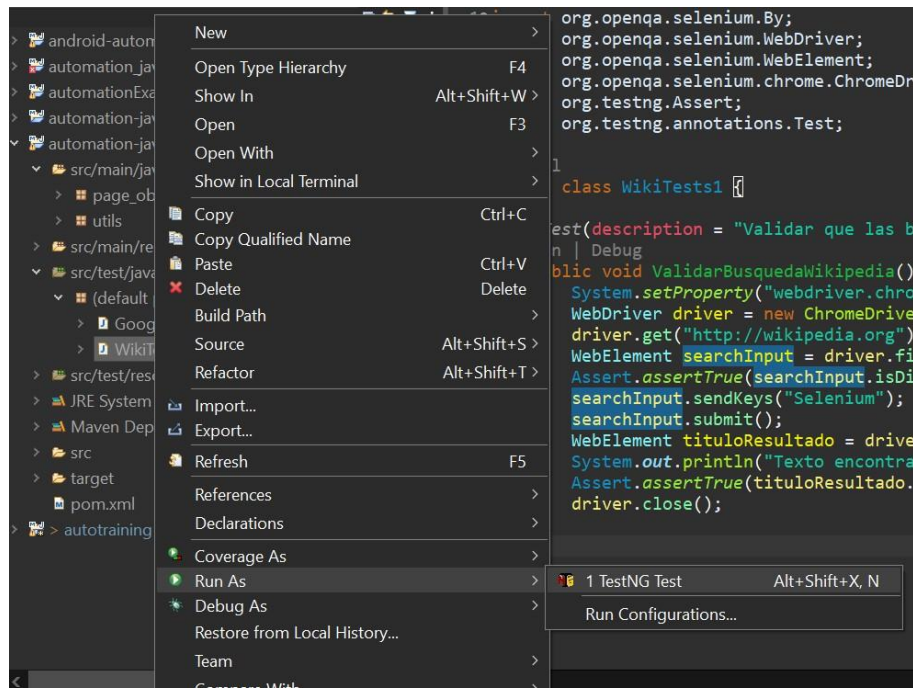 android-autom
automation_jav
automationExa
automation-jav
automation-jav
src/main/jav
page_ob
utils
src/main/re
src/test/java
(default p
Goog
WikiT
src/test/reso
JRE System
Maven Dep
src
target
pom.xml
> autotraining
New
Open Type Hierarchy F4
Show In Alt+Shift+W >
Open F3
Open With
Show in Local Terminal
Copy Ctrl+C
Copy Qualified Name
Paste Ctrl+V
Delete Delete
Build Path
Source Alt+Shift+S >
Refactor Alt+Shift+T >
Import...
Export...
Refresh F5
References
Declarations
Coverage As
Run As
Debug As
Restore from Local History...
Team
Compare With
1 TestNG Test Alt+Shift+X, N
Run Configurations...
org.openqa.selenium.By;
org.openqa.selenium.WebDriver;
org.openqa.selenium.WebElement;
org.openqa.selenium.chrome.ChromeDr
org.testng.Assert;
org.testng.annotations.Test;
class WikiTests1 {
est(description = "Validar que las b
n | Debug
blic void ValidarBusquedaWikipedia()
System.setProperty("webdriver.chro
WebDriver driver = new ChromeDrive
driver.get("http://wikipedia.org")
WebElement searchInput = driver.fi
Assert.assertTrue(searchInput.isDi
searchInput.sendKeys("Selenium");
searchInput.submit();
WebElement tituloResultado = drive
System.out.println("Texto encontra
Assert.assertTrue(tituloResultado.
driver.close();